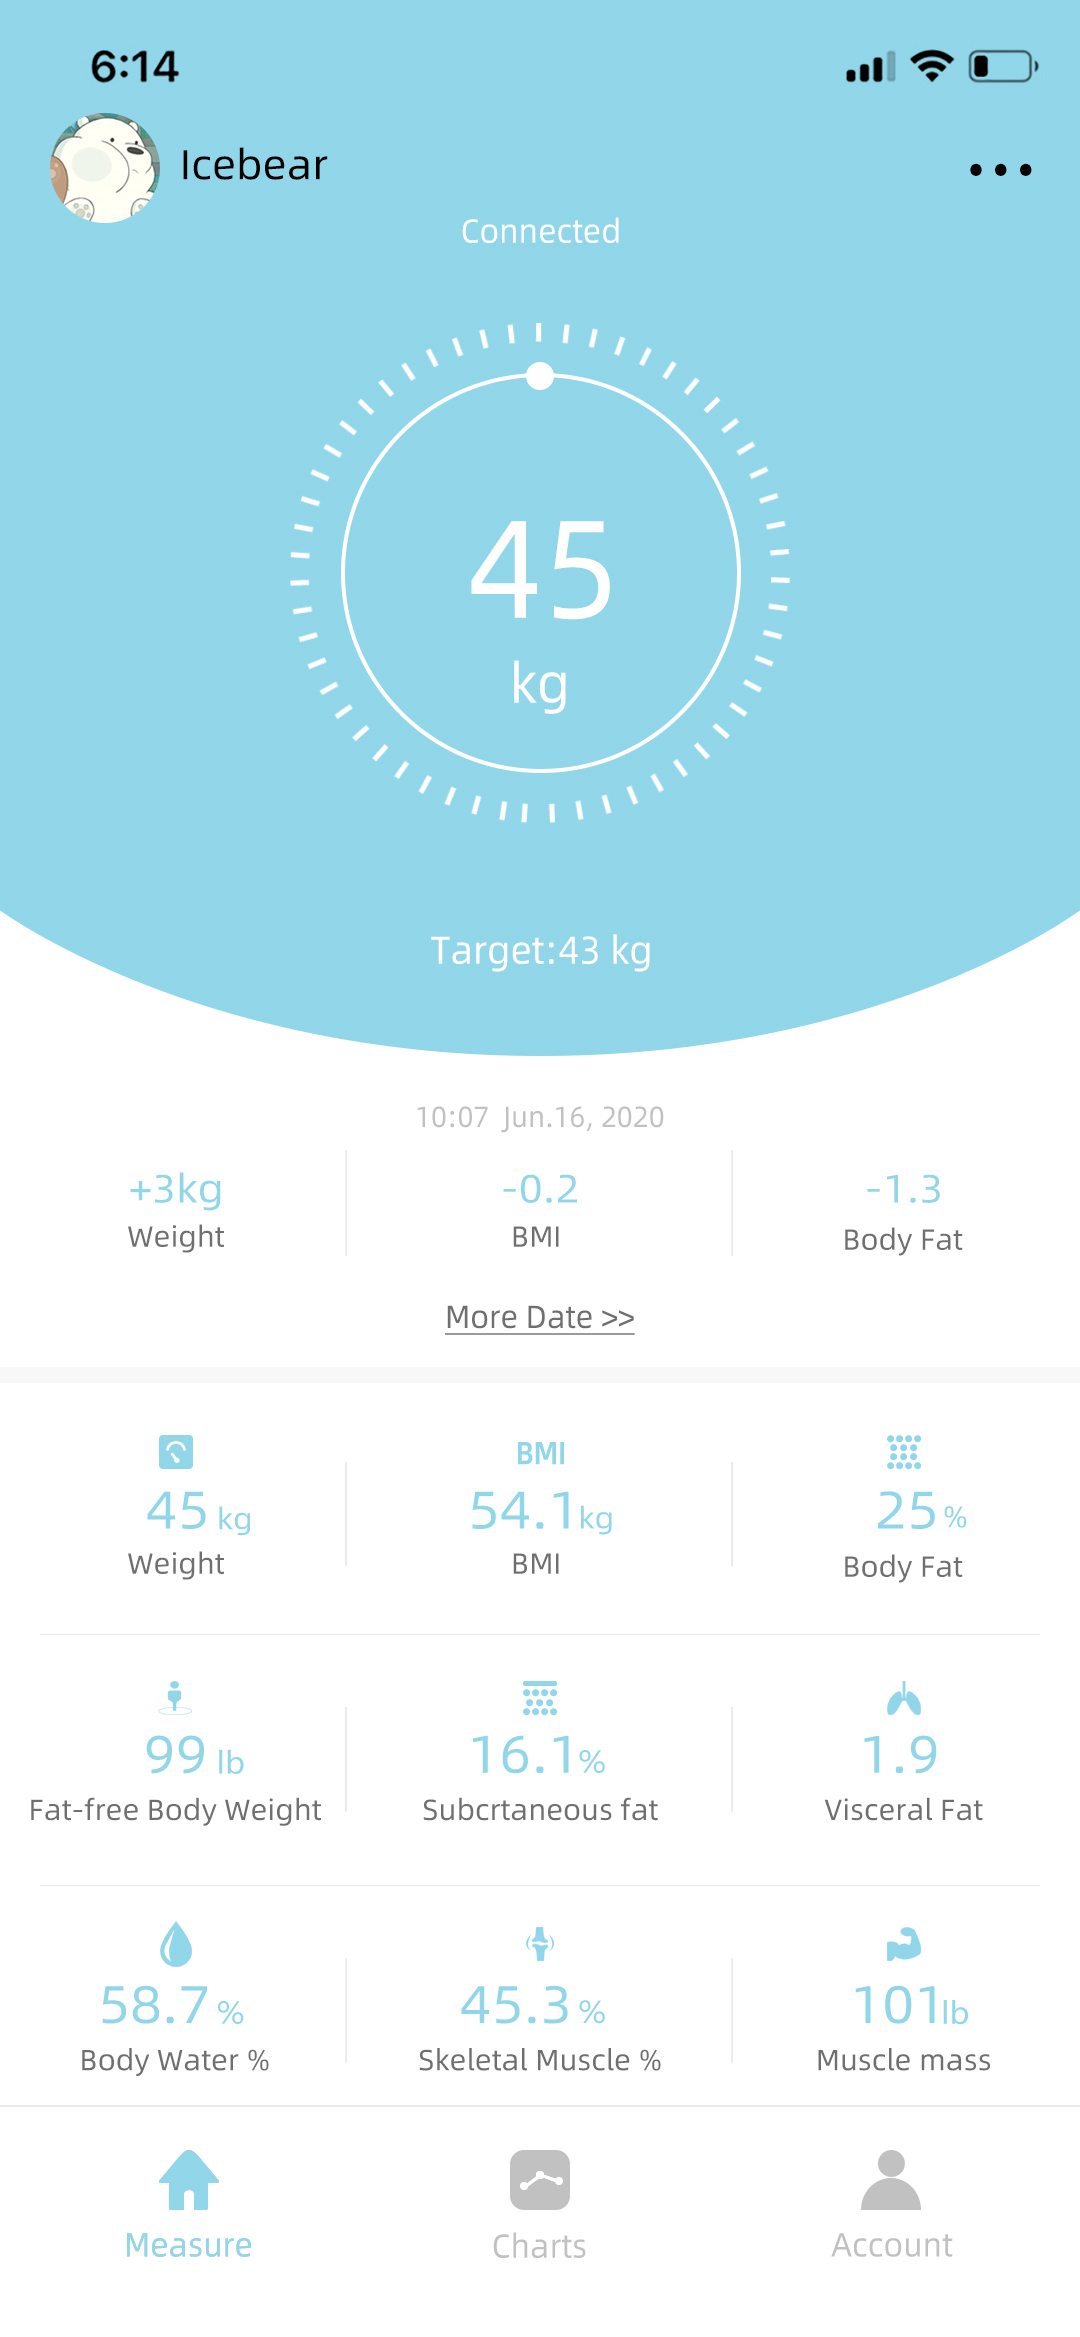 6:14
Icebear
Connected
45
kg
Target:43 kg
10:07 Jun.16, 2020
+3kg -0.2 -1.3
Weight BMI Body Fat
More Date >>
BMI
45 kg 54.1kg 25 %
Weight BMI Body Fat
99 lb 16.1% 1.9
Fat-free Body Weight Subcrtaneous fat Visceral Fat
58.7 % 45.3 % 101lb
Body Water % Skeletal Muscle % Muscle mass
Measure Charts Account